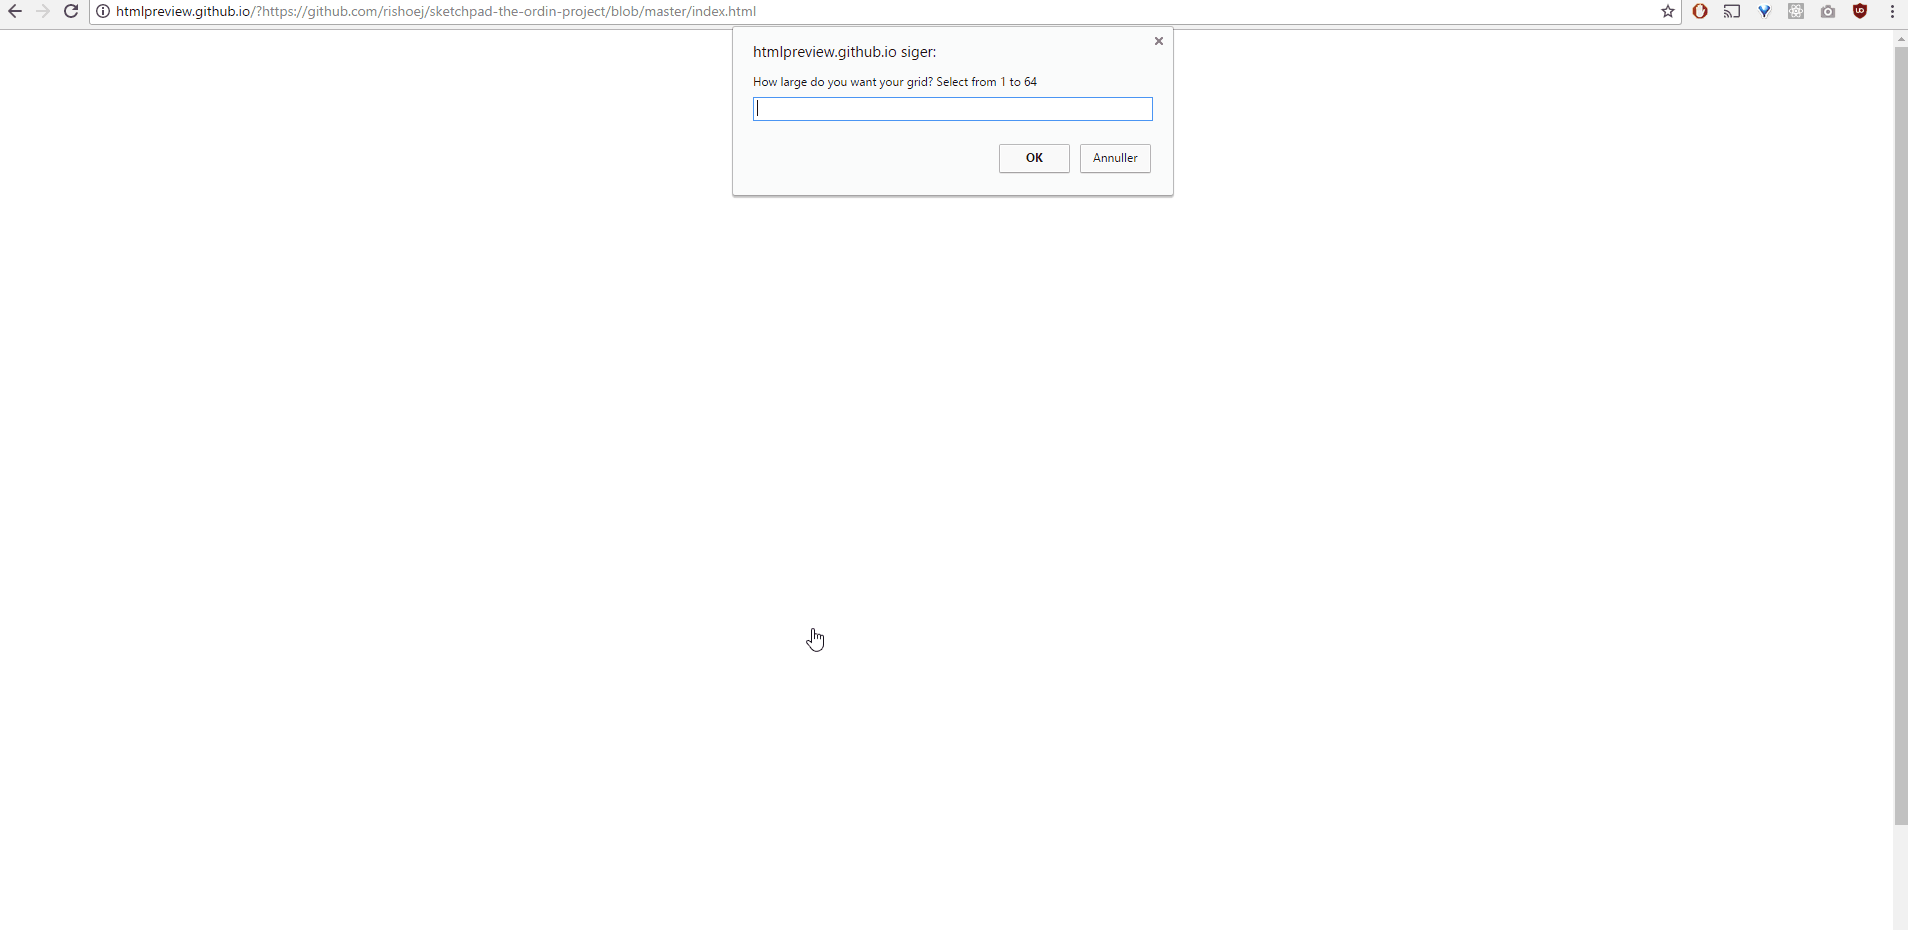 htmlpreview.github.io/?https://github.com/rishoej/sketchpad-the-ordin-project/blob/master/index.html
htmlpreview.github.io siger:
How large do you want your grid? Select from 1 to 64
OK Annuller